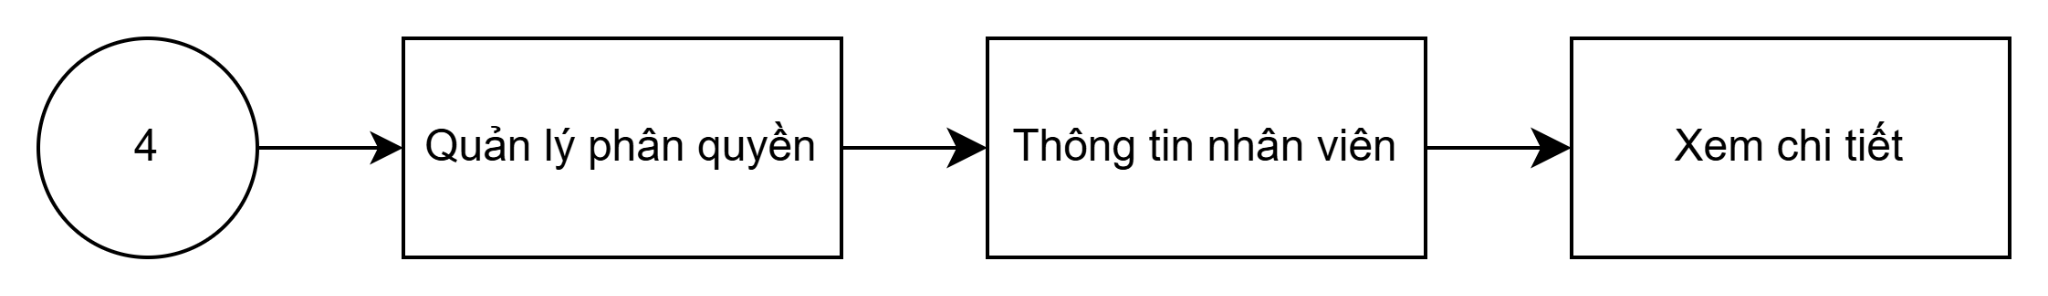 4
Quản lý phân quyền
Thông tin nhân viên
Xem chi tiết